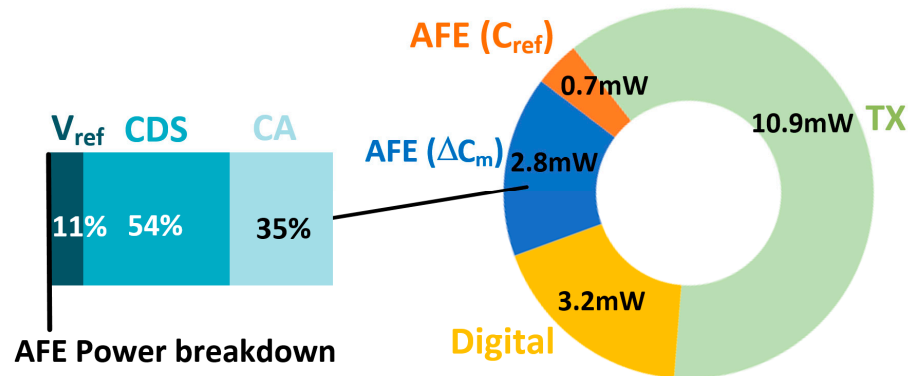 AFE (Cref)
0.7mW
10.9mW TX
Vref CDS CA
AFE (ΔCm) 2.8mW
11% 54% 35%
3.2mW
Digital
AFE Power breakdown